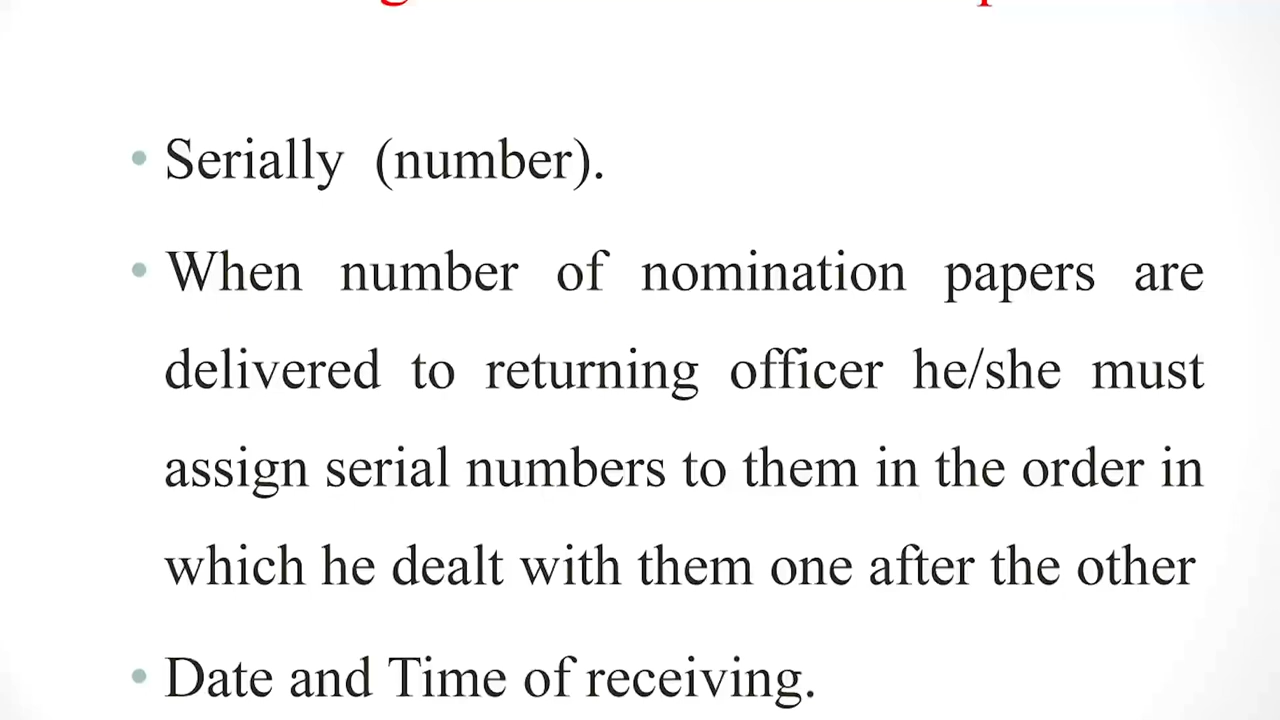 • Serially (number).
• When number of nomination papers are
delivered to returning officer he/she must
assign serial numbers to them in the order in
which he dealt with them one after the other
• Date and Time of receiving.